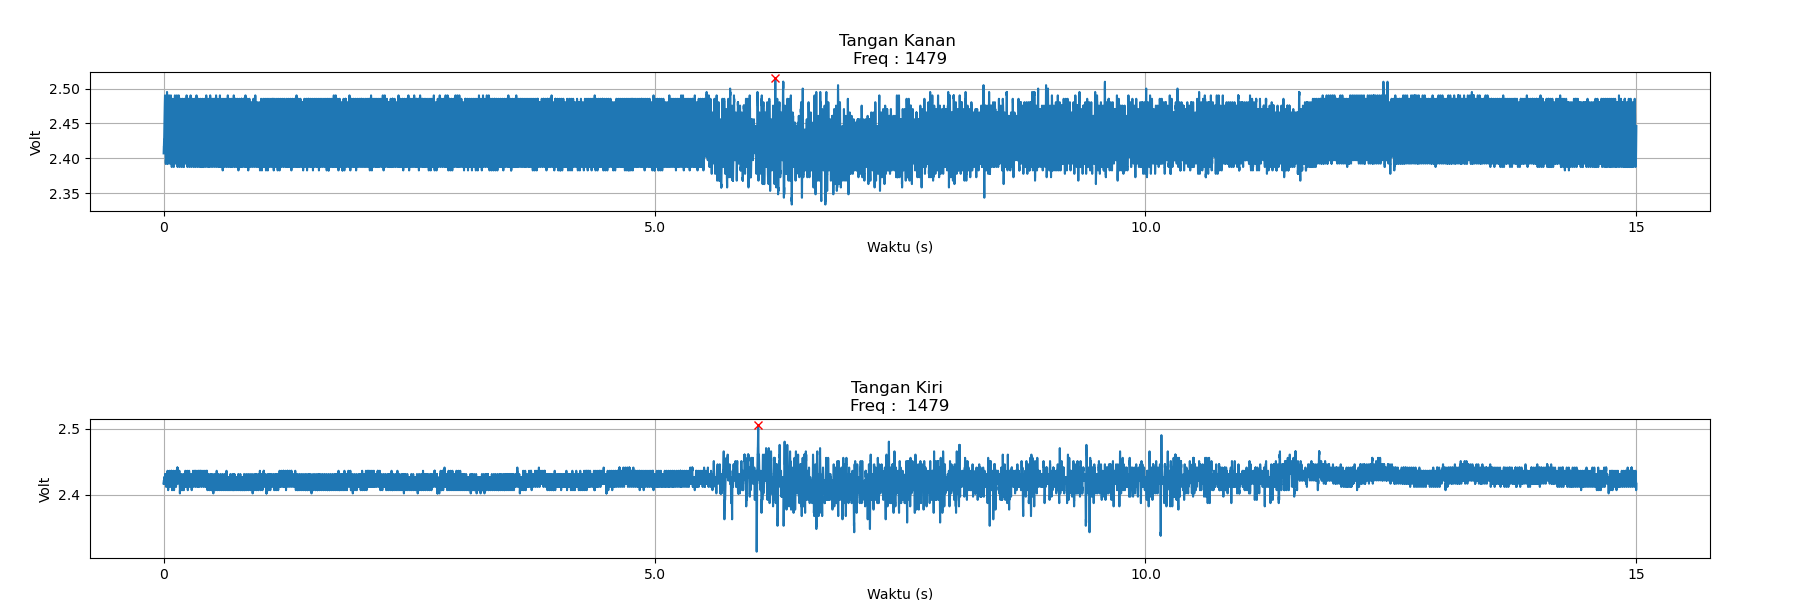 Tangan Kanan
Freq : 1479
2.50
2.45
2.40
2.35
Volt
0 5.0 10.0 15
Waktu (s)
Tangan Kiri
Freq :  1479
2.5
2.4
Volt
0 5.0 10.0 15
Waktu (s)